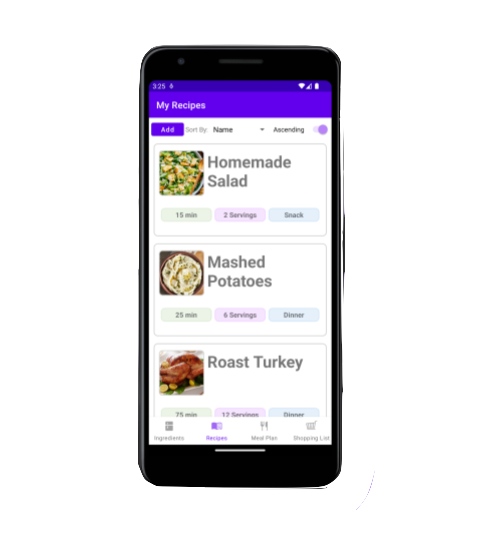 3:25
My Recipes
Add Sort By: Name Ascending
Homemade
Salad
15 min 2 Servings Snack
Mashed
Potatoes
25 min 6 Servings Dinner
Roast Turkey
75 min 12 Servings Dinner
Ingredients Recipes Meal Plan Shopping List